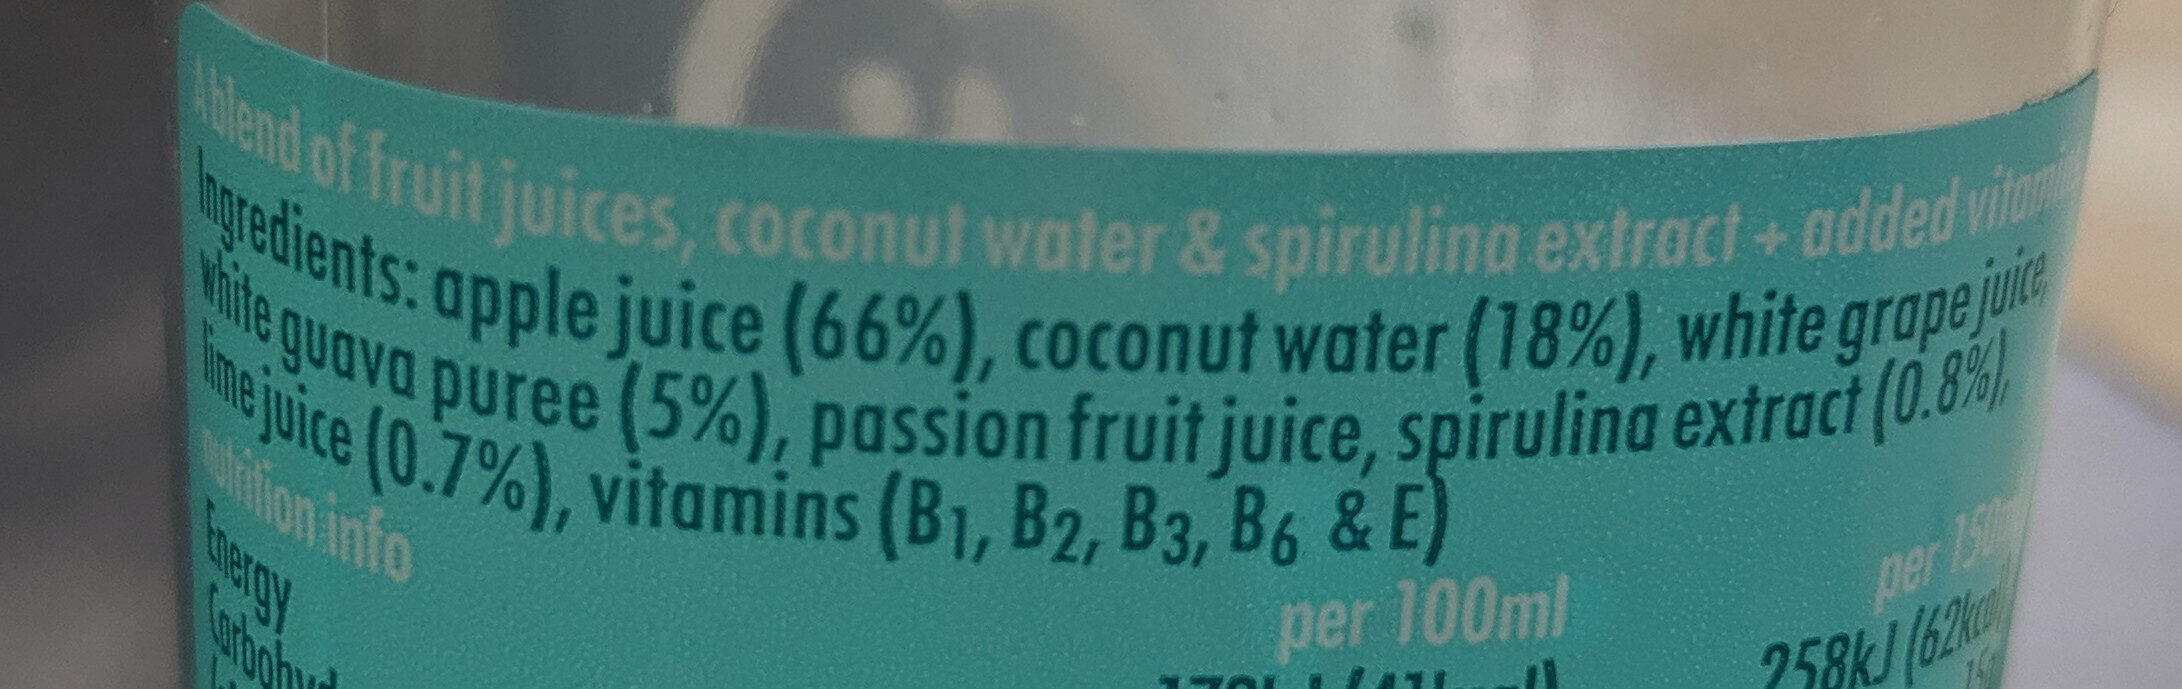 A blend of fruit juices, coconut water & spirulina extract + added
Ingredients: apple juice (66%), coconut water (18%), white grape juice,
white guava puree (5%), passion fruit juice, spirulina extract (0.8%),
lime juice (0.7%), vitamins (B1, B2, B3, B6 & E)
nutrition info
per 100ml per
Energy 258kJ (62kcal)